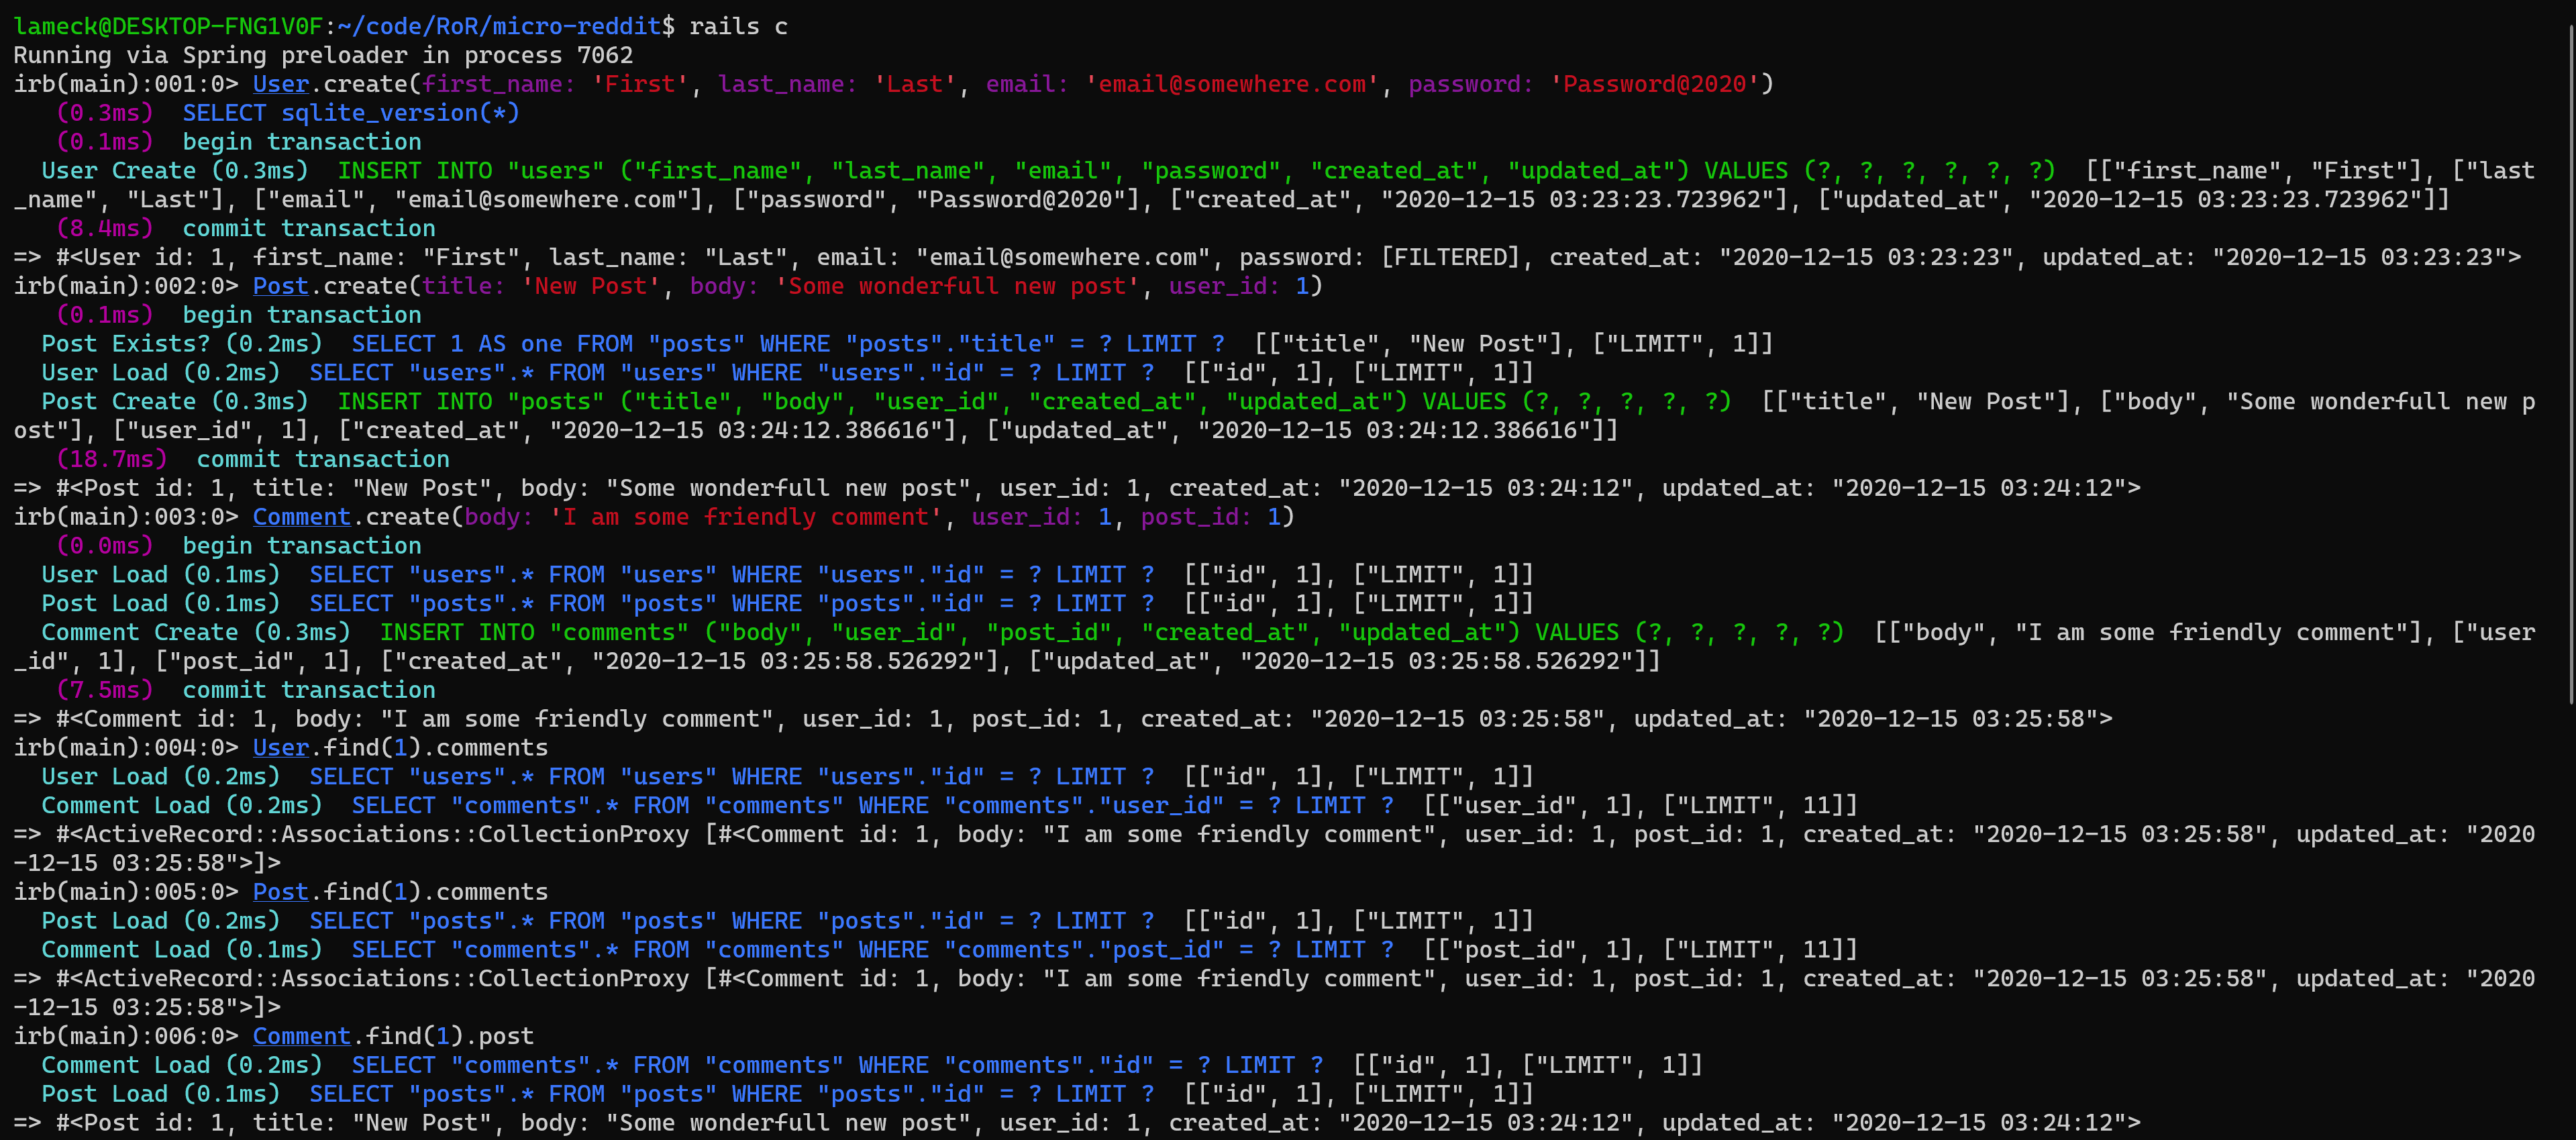 lameck@DESKTOP-FNG1V0F:~/code/RoR/micro-reddit$ rails c
Running via Spring preloader in process 7062
irb(main):001:0> User.create(first_name: 'First', last_name: 'Last', email: 'email@somewhere.com', password: 'Password@2020')
   (0.3ms)  SELECT sqlite_version(*)
   (0.1ms)  begin transaction
  User Create (0.3ms)  INSERT INTO "users" ("first_name", "last_name", "email", "password", "created_at", "updated_at") VALUES (?, ?, ?, ?, ?, ?)  [["first_name", "First"], ["last
_name", "Last"], ["email", "email@somewhere.com"], ["password", "Password@2020"], ["created_at", "2020-12-15 03:23:23.723962"], ["updated_at", "2020-12-15 03:23:23.723962"]]
   (8.4ms)  commit transaction
=> #<User id: 1, first_name: "First", last_name: "Last", email: "email@somewhere.com", password: [FILTERED], created_at: "2020-12-15 03:23:23", updated_at: "2020-12-15 03:23:23">
irb(main):002:0> Post.create(title: 'New Post', body: 'Some wonderfull new post', user_id: 1)
   (0.1ms)  begin transaction
  Post Exists? (0.2ms)  SELECT 1 AS one FROM "posts" WHERE "posts"."title" = ? LIMIT ?  [["title", "New Post"], ["LIMIT", 1]]
  User Load (0.2ms)  SELECT "users".* FROM "users" WHERE "users"."id" = ? LIMIT ?  [["id", 1], ["LIMIT", 1]]
  Post Create (0.3ms)  INSERT INTO "posts" ("title", "body", "user_id", "created_at", "updated_at") VALUES (?, ?, ?, ?, ?)  [["title", "New Post"], ["body", "Some wonderfull new p
ost"], ["user_id", 1], ["created_at", "2020-12-15 03:24:12.386616"], ["updated_at", "2020-12-15 03:24:12.386616"]]
   (18.7ms)  commit transaction
=> #<Post id: 1, title: "New Post", body: "Some wonderfull new post", user_id: 1, created_at: "2020-12-15 03:24:12", updated_at: "2020-12-15 03:24:12">
irb(main):003:0> Comment.create(body: 'I am some friendly comment', user_id: 1, post_id: 1)
   (0.0ms)  begin transaction
  User Load (0.1ms)  SELECT "users".* FROM "users" WHERE "users"."id" = ? LIMIT ?  [["id", 1], ["LIMIT", 1]]
  Post Load (0.1ms)  SELECT "posts".* FROM "posts" WHERE "posts"."id" = ? LIMIT ?  [["id", 1], ["LIMIT", 1]]
  Comment Create (0.3ms)  INSERT INTO "comments" ("body", "user_id", "post_id", "created_at", "updated_at") VALUES (?, ?, ?, ?, ?)  [["body", "I am some friendly comment"], ["user
_id", 1], ["post_id", 1], ["created_at", "2020-12-15 03:25:58.526292"], ["updated_at", "2020-12-15 03:25:58.526292"]]
   (7.5ms)  commit transaction
=> #<Comment id: 1, body: "I am some friendly comment", user_id: 1, post_id: 1, created_at: "2020-12-15 03:25:58", updated_at: "2020-12-15 03:25:58">
irb(main):004:0> User.find(1).comments
  User Load (0.2ms)  SELECT "users".* FROM "users" WHERE "users"."id" = ? LIMIT ?  [["id", 1], ["LIMIT", 1]]
  Comment Load (0.2ms)  SELECT "comments".* FROM "comments" WHERE "comments"."user_id" = ? LIMIT ?  [["user_id", 1], ["LIMIT", 11]]
=> #<ActiveRecord::Associations::CollectionProxy [#<Comment id: 1, body: "I am some friendly comment", user_id: 1, post_id: 1, created_at: "2020-12-15 03:25:58", updated_at: "2020
-12-15 03:25:58">]>
irb(main):005:0> Post.find(1).comments
  Post Load (0.2ms)  SELECT "posts".* FROM "posts" WHERE "posts"."id" = ? LIMIT ?  [["id", 1], ["LIMIT", 1]]
  Comment Load (0.1ms)  SELECT "comments".* FROM "comments" WHERE "comments"."post_id" = ? LIMIT ?  [["post_id", 1], ["LIMIT", 11]]
=> #<ActiveRecord::Associations::CollectionProxy [#<Comment id: 1, body: "I am some friendly comment", user_id: 1, post_id: 1, created_at: "2020-12-15 03:25:58", updated_at: "2020
-12-15 03:25:58">]>
irb(main):006:0> Comment.find(1).post
  Comment Load (0.2ms)  SELECT "comments".* FROM "comments" WHERE "comments"."id" = ? LIMIT ?  [["id", 1], ["LIMIT", 1]]
  Post Load (0.1ms)  SELECT "posts".* FROM "posts" WHERE "posts"."id" = ? LIMIT ?  [["id", 1], ["LIMIT", 1]]
=> #<Post id: 1, title: "New Post", body: "Some wonderfull new post", user_id: 1, created_at: "2020-12-15 03:24:12", updated_at: "2020-12-15 03:24:12">